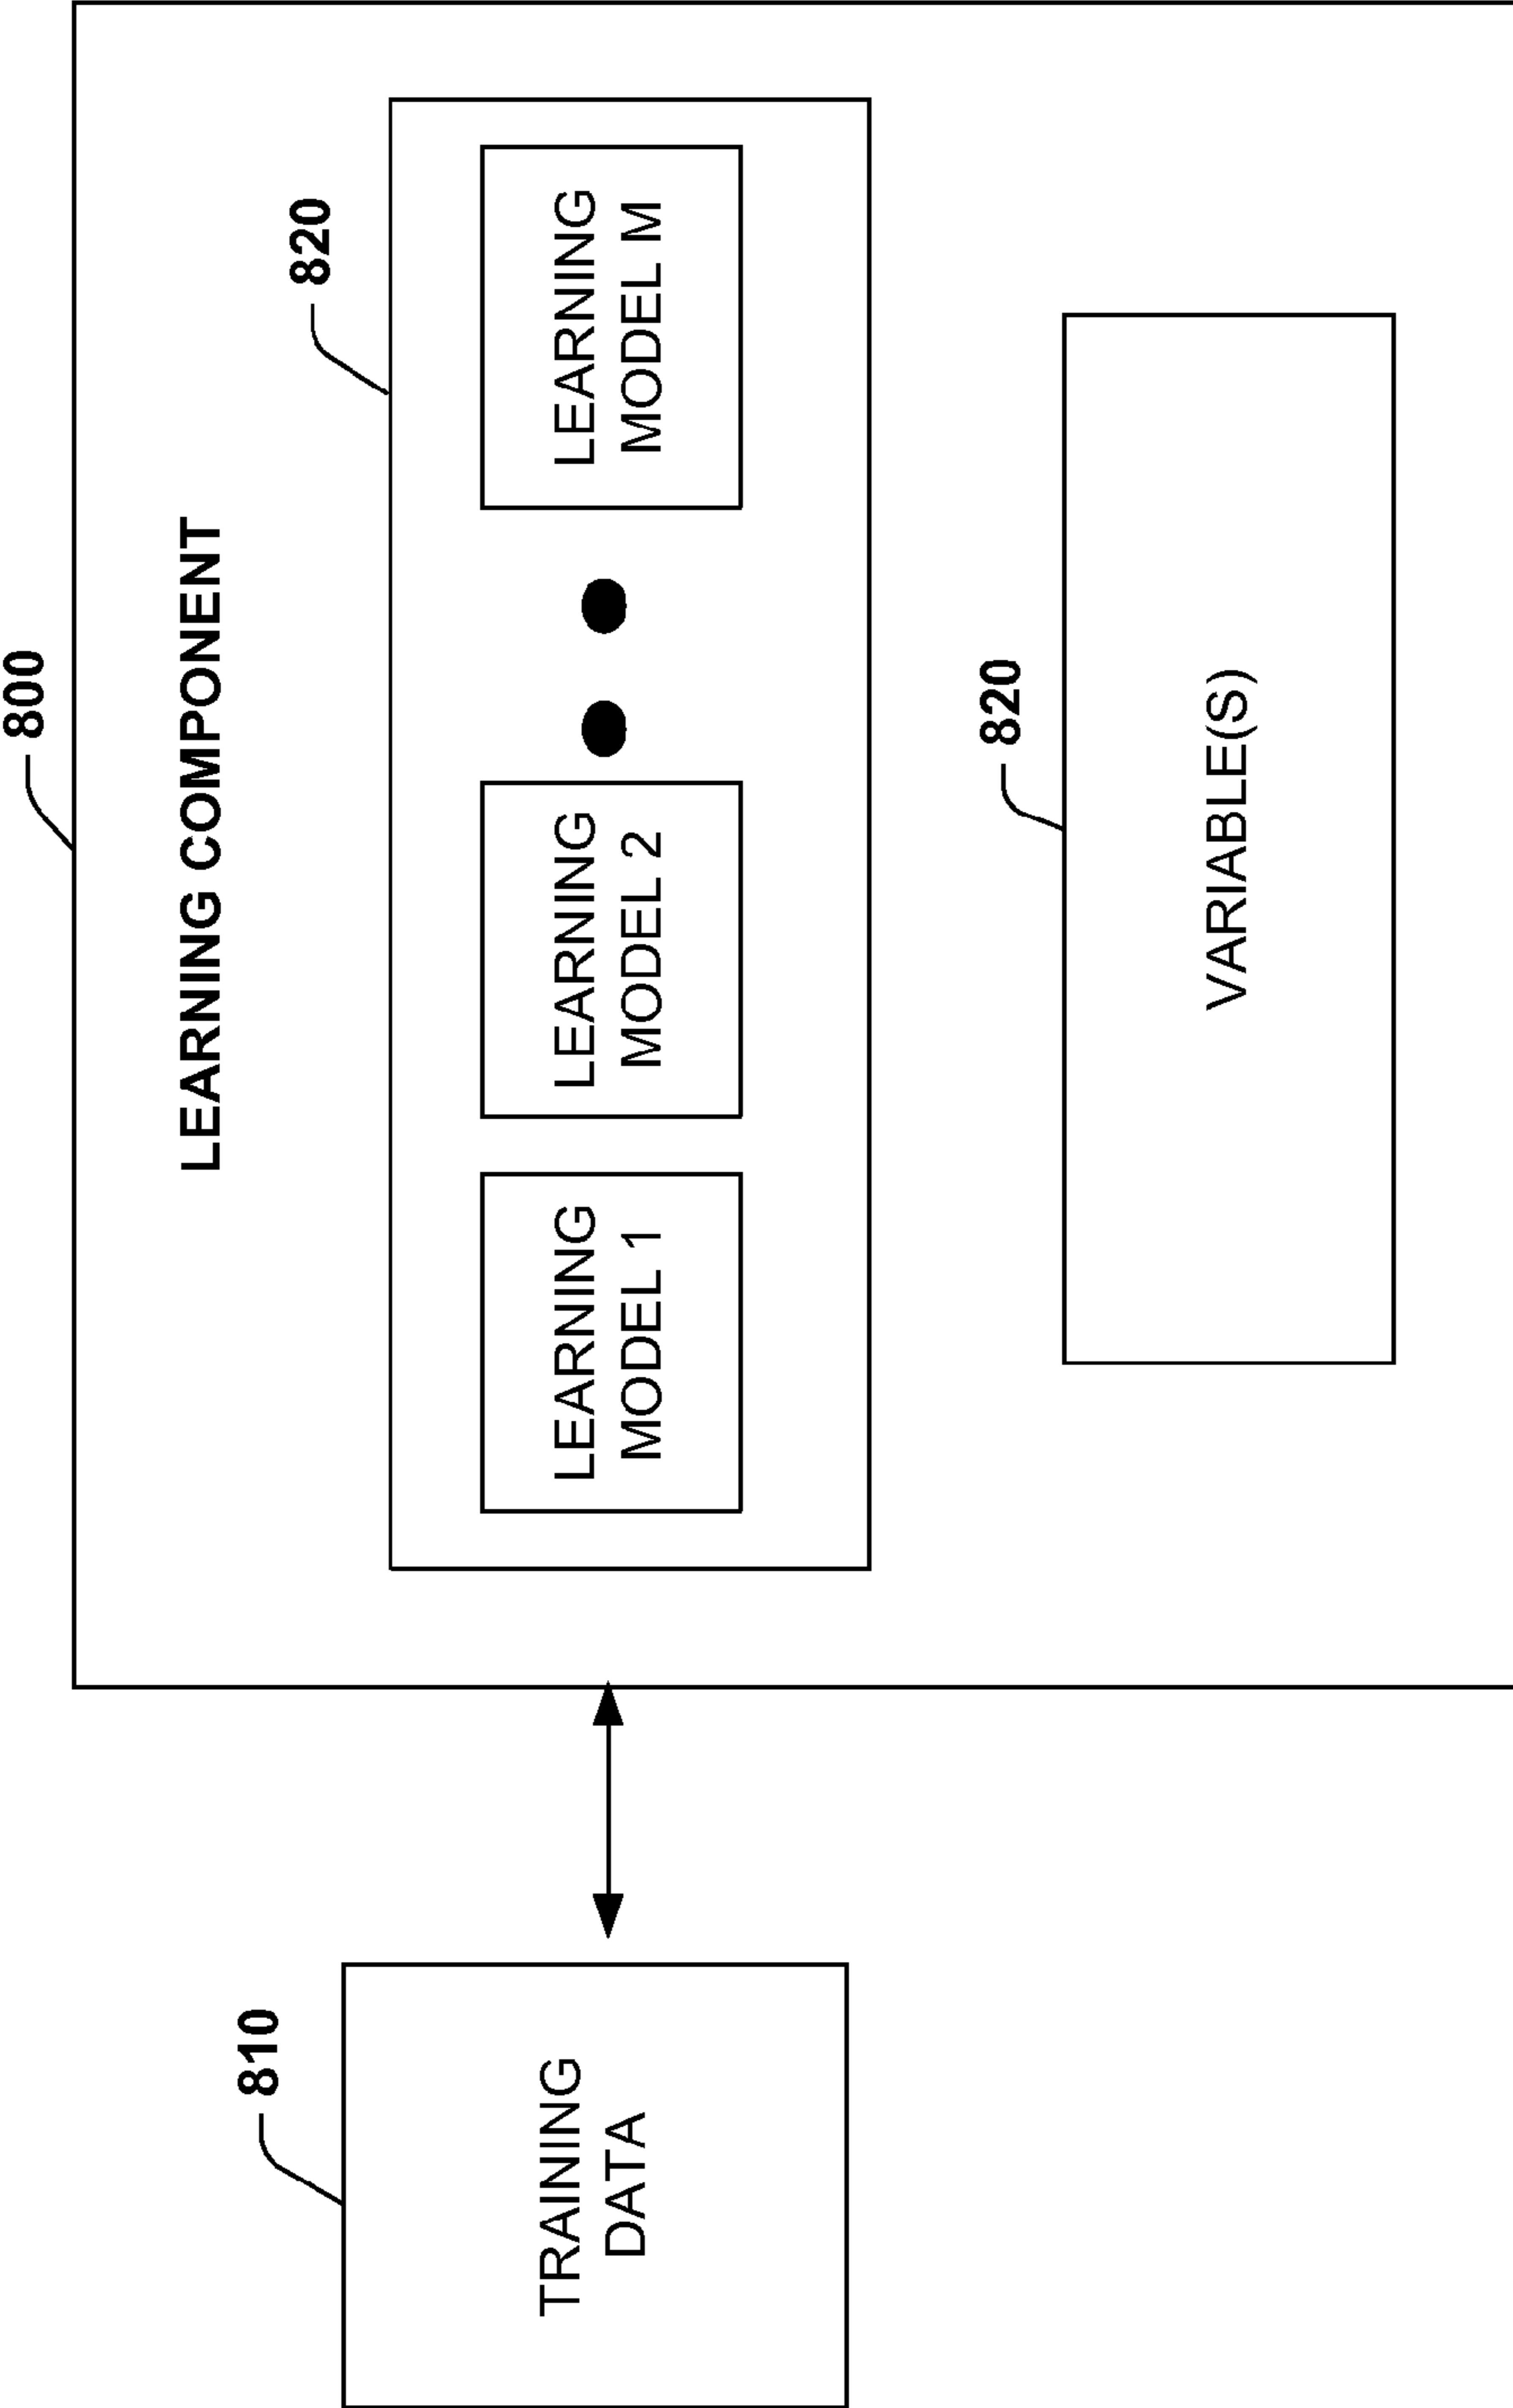 800
LEARNING COMPONENT
820
LEARNING
MODEL 1
LEARNING
MODEL 2
LEARNING
MODEL M
810
TRAINING
DATA
820
VARIABLE(S)